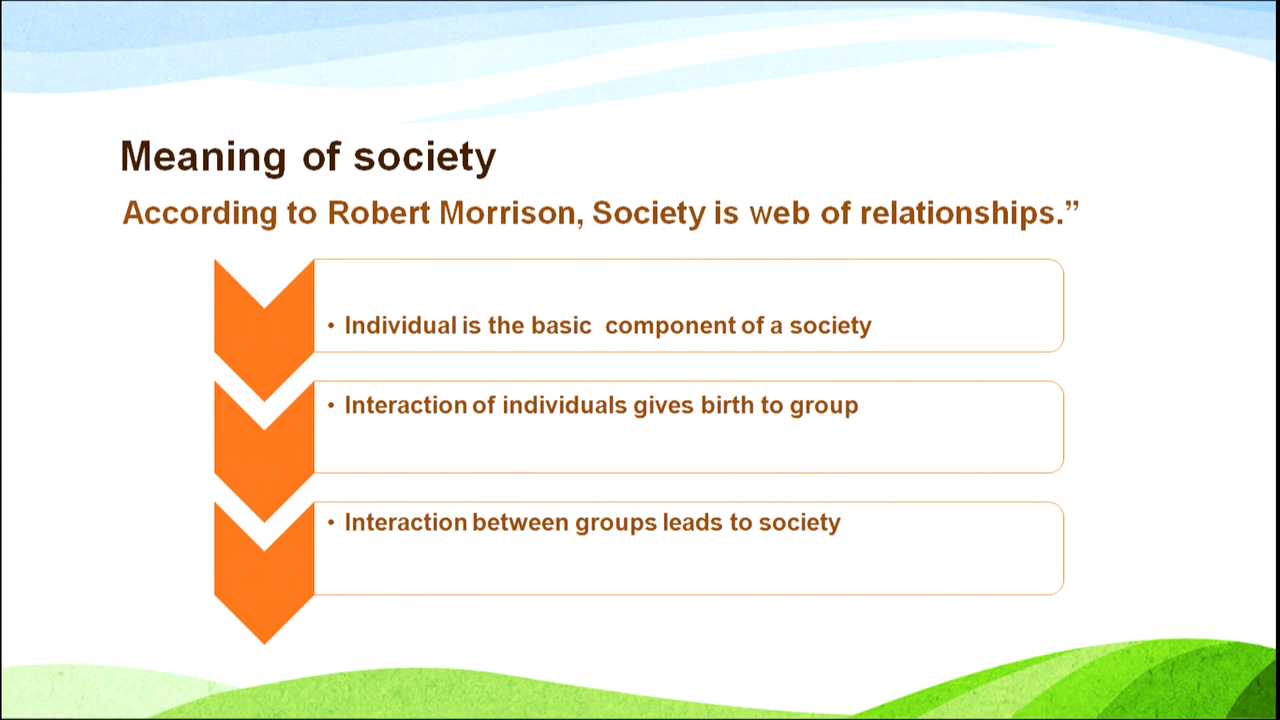 Meaning of society
According to Robert Morrison, Society is web of relationships.”
• Individual is the basic component of a society
• Interaction of individuals gives birth to group
• Interaction between groups leads to society